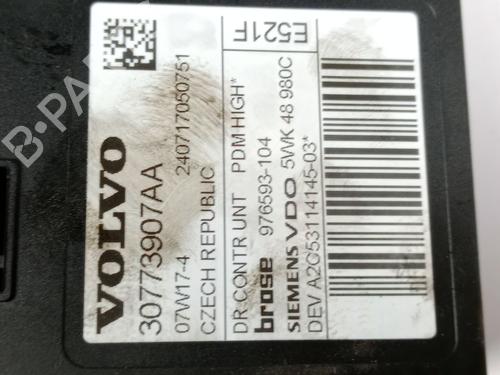 VOLVO
30773907AA
07W17-4 240717050751
CZECH REPUBLIC
DR CONTR UNT PDM HIGH*
brose 976593-104
SIEMENS VDO 5WK 48 980C
DEV A2C53114145-03*
E521F
B-PARTS